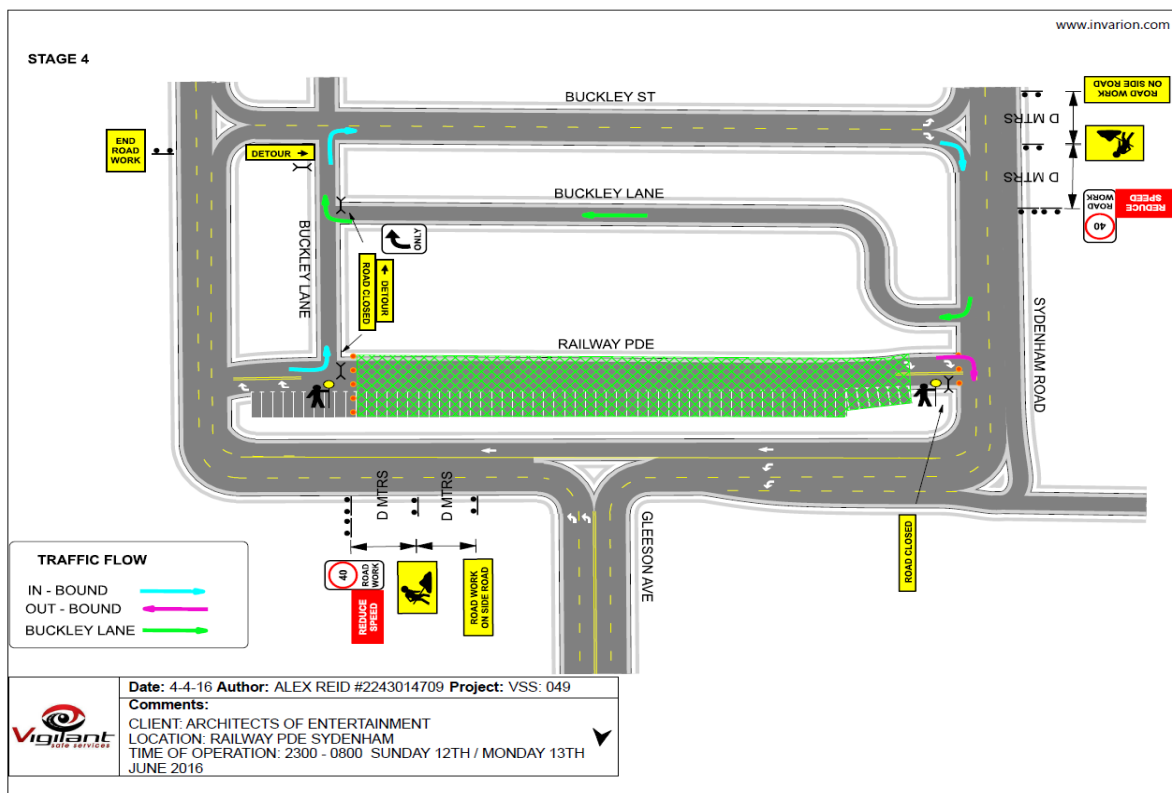 www.invarion.com
STAGE 4
BUCKLEY ST
ROAD WORK
ON SIDE ROAD
D MTRS
D MTRS
END
ROAD
WORK
DETOUR
BUCKLEY LANE
REDUCE
SPEED
ROAD
WORK
40
ONLY
BUCKLEY LANE
ROAD CLOSED
DETOUR
SYDENHAM ROAD
RAILWAY PDE
D MTRS
D MTRS
GLEESON AVE
ROAD CLOSED
40
ROAD
WORK
REDUCE
SPEED
ROAD WORK
ON SIDE ROAD
TRAFFIC FLOW
IN - BOUND
OUT - BOUND
BUCKLEY LANE
Vigilant
safe services
Date: 4-4-16 Author: ALEX REID #2243014709 Project: VSS: 049
Comments:
CLIENT: ARCHITECTS OF ENTERTAINMENT
LOCATION: RAILWAY PDE SYDENHAM
TIME OF OPERATION: 2300 - 0800  SUNDAY 12TH / MONDAY 13TH
JUNE 2016